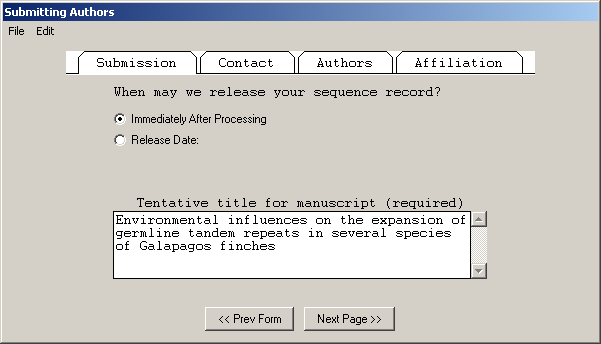 Submitting Authors
File Edit
Submission Contact Authors Affiliation
When may we release your sequence record?
Immediately After Processing
Release Date:
Tentative title for manuscript (required)
Environmental influences on the expansion of
germline tandem repeats in several species
of Galapagos finches
<< Prev Form Next Page >>